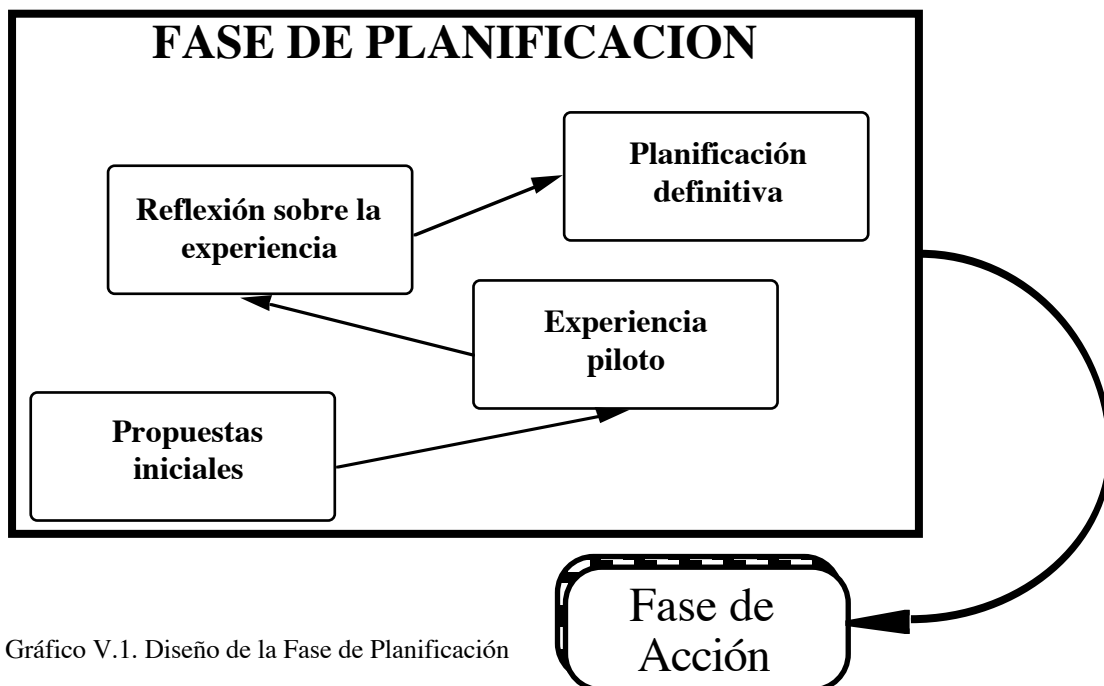 FASE DE PLANIFICACION
Planificación
definitiva
Reflexión sobre la
experiencia
Experiencia
piloto
Propuestas
iniciales
Fase de
Acción
Gráfico V.1. Diseño de la Fase de Planificación